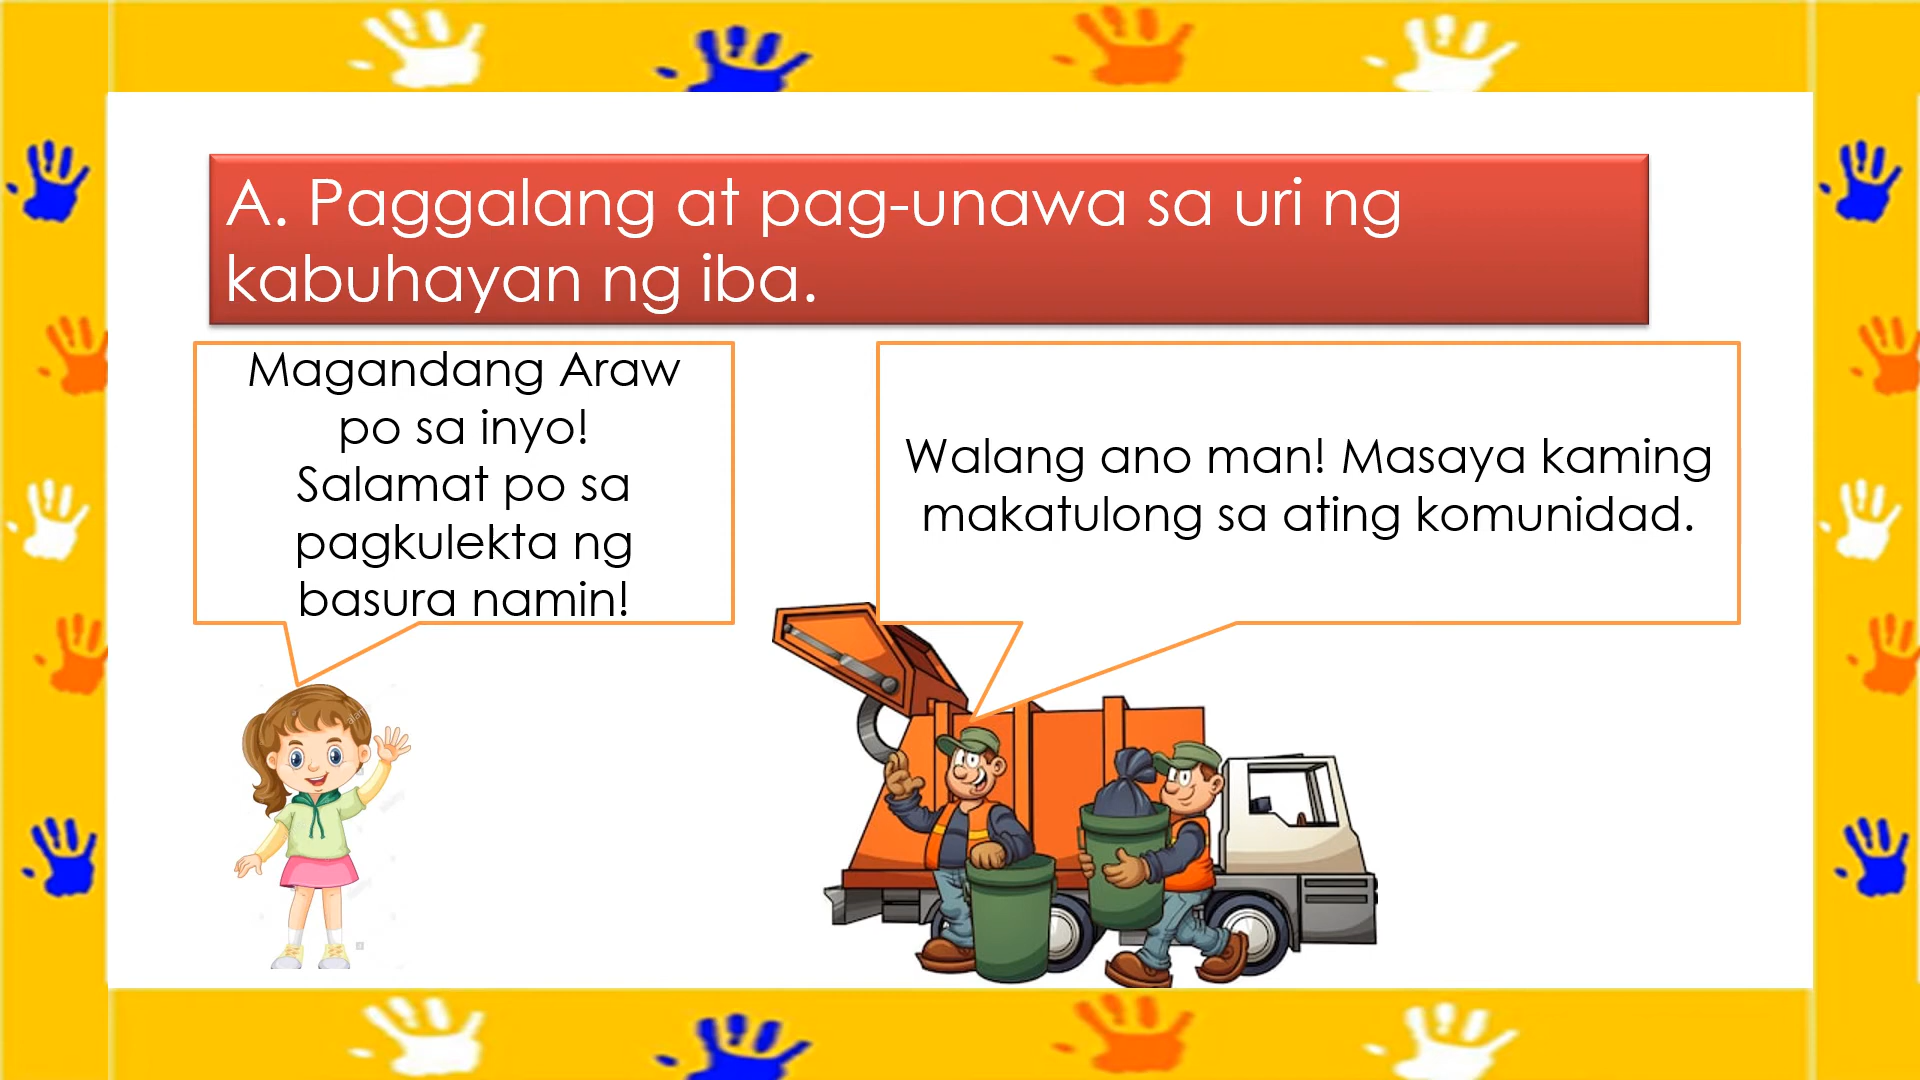 A. Paggalang at pag-unawa sa uri ng
kabuhayan ng iba.
Magandang Araw
po sa inyo!
Salamat po sa
pagkulekta ng
basura namin!
Walang ano man! Masaya kaming
makatulong sa ating komunidad.